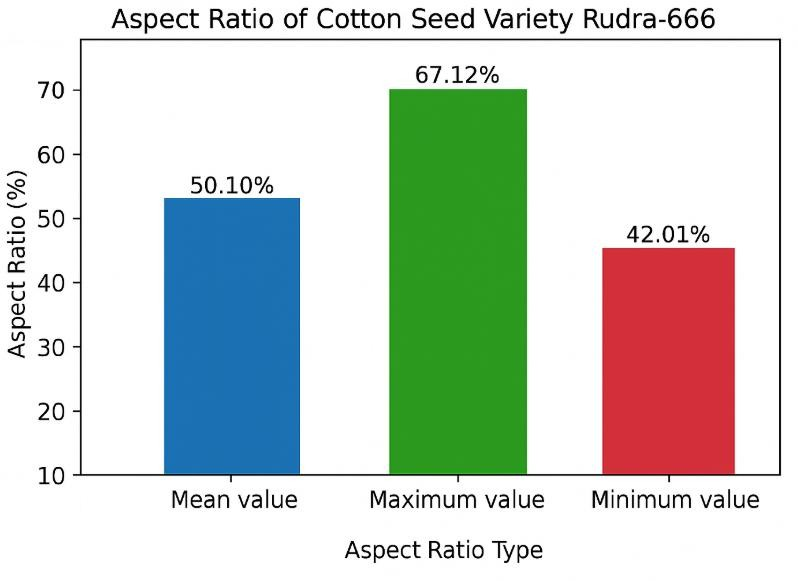 Aspect Ratio of Cotton Seed Variety Rudra-666
Aspect Ratio (%)
70
60
50
40
30
20
10
50.10%
67.12%
42.01%
Mean value
Maximum value
Minimum value
Aspect Ratio Type